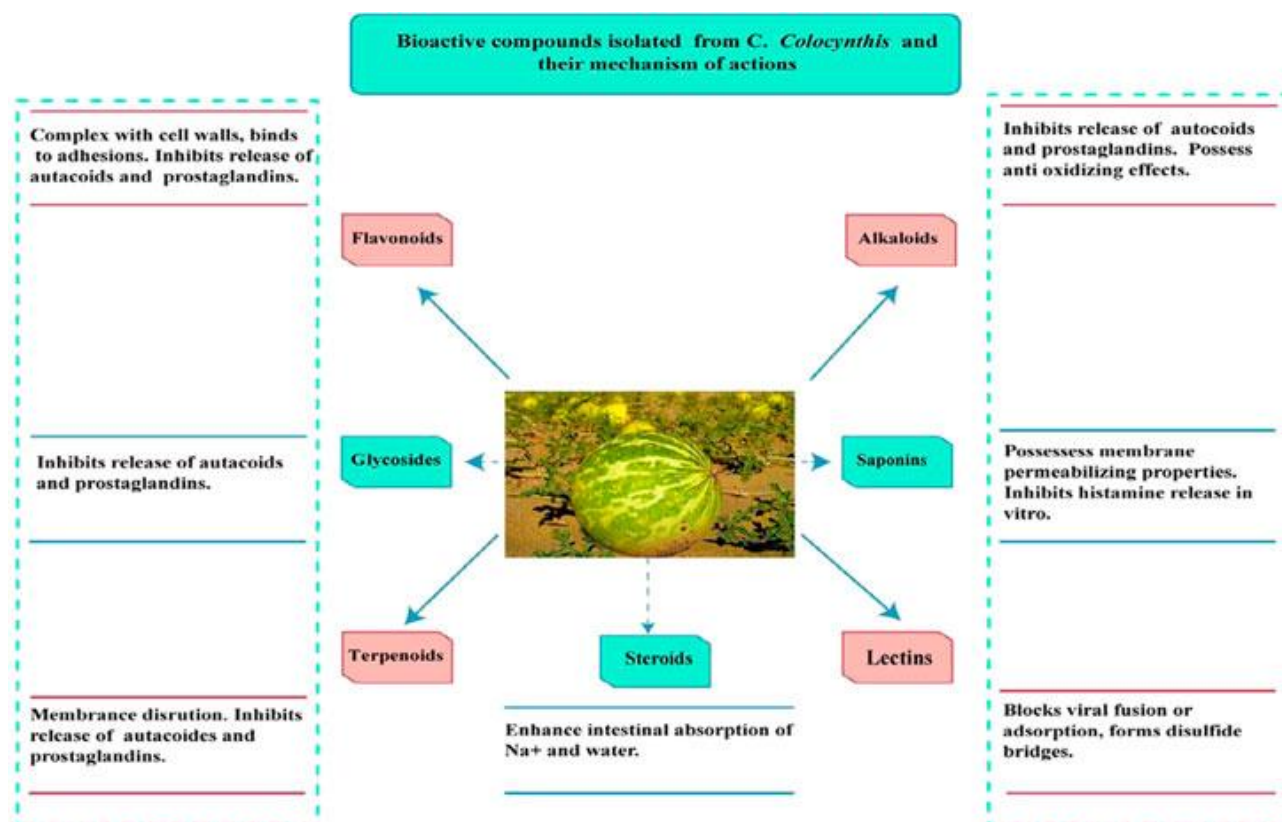 Bioactive compounds isolated from C. Colocynthis and
their mechanism of actions
Complex with cell walls, binds
to adhesions. Inhibits release of
autacoids and prostaglandins.
Inhibits release of autocoids
and prostaglandins. Possess
anti oxidizing effects.
Flavonoids
Alkaloids
Inhibits release of autacoids
and prostaglandins.
Glycosides
Saponins
Possessess membrane
permeabilizing properties.
Inhibits histamine release in
vitro.
Terpenoids
Steroids
Lectins
Membrance disrution. Inhibits
release of autacoides and
prostaglandins.
Enhance intestinal absorption of
Na+ and water.
Blocks viral fusion or
adsorption, forms disulfide
bridges.